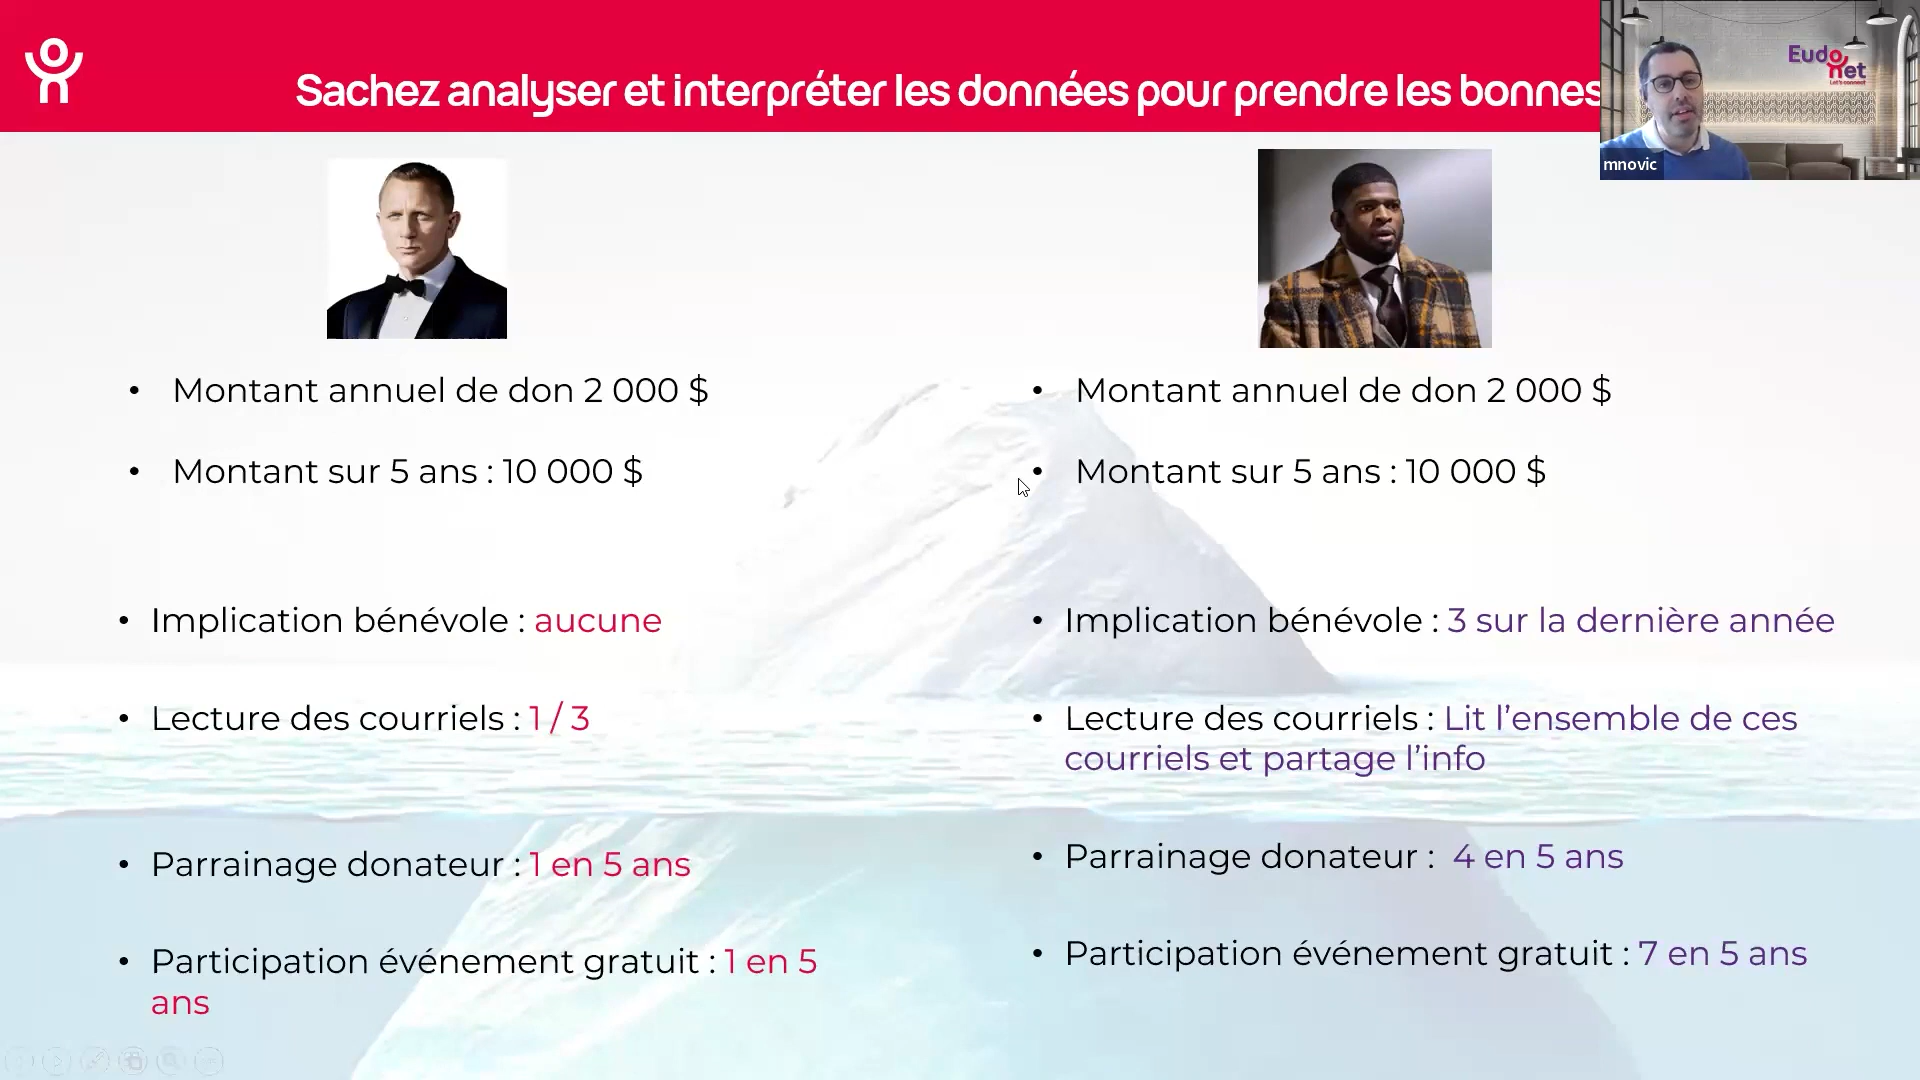 Sachez analyser et interpréter les données pour prendre les bonnes
Eudonet
Let's connect
mnovic
• Montant annuel de don 2 000 $
• Montant sur 5 ans : 10 000 $
• Implication bénévole : aucune
• Lecture des courriels : 1 / 3
• Parrainage donateur : 1 en 5 ans
• Participation événement gratuit : 1 en 5
ans
• Montant annuel de don 2 000 $
• Montant sur 5 ans : 10 000 $
• Implication bénévole : 3 sur la dernière année
• Lecture des courriels : Lit l’ensemble de ces
courriels et partage l’info
• Parrainage donateur : 4 en 5 ans
• Participation événement gratuit : 7 en 5 ans